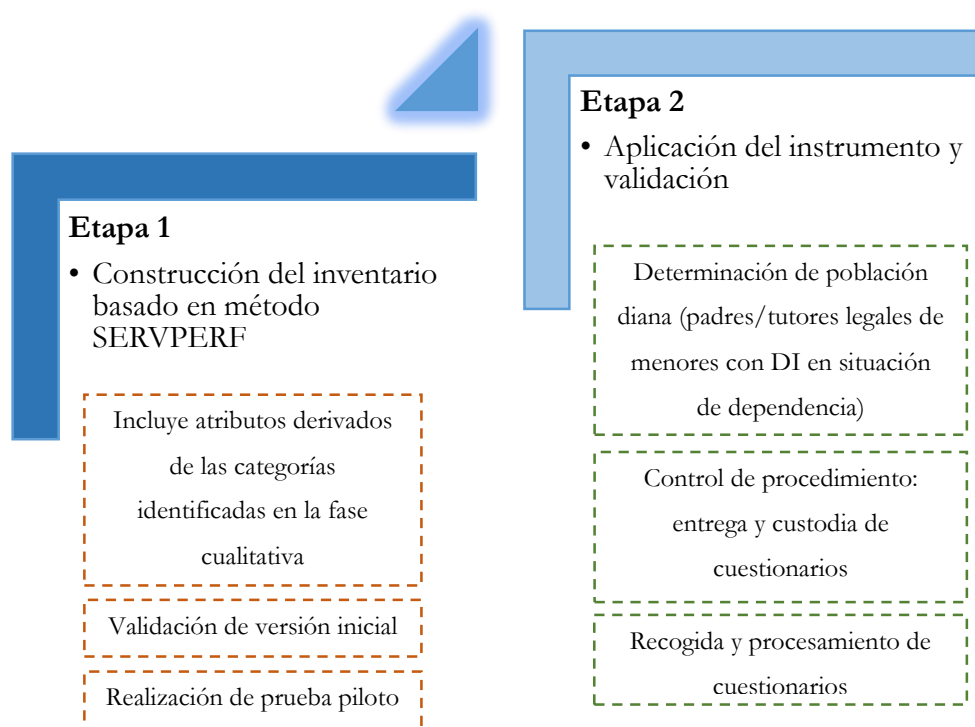 Etapa 1
• Construcción del inventario
basado en método
SERVPERF
Incluye atributos derivados
de las categorías
identificadas en la fase
cualitativa
Validación de versión inicial
Realización de prueba piloto
Etapa 2
• Aplicación del instrumento y
validación
Determinación de población
diana (padres/tutores legales de
menores con DI en situación
de dependencia)
Control de procedimiento:
entrega y custodia de
cuestionarios
Recogida y procesamiento de
cuestionarios